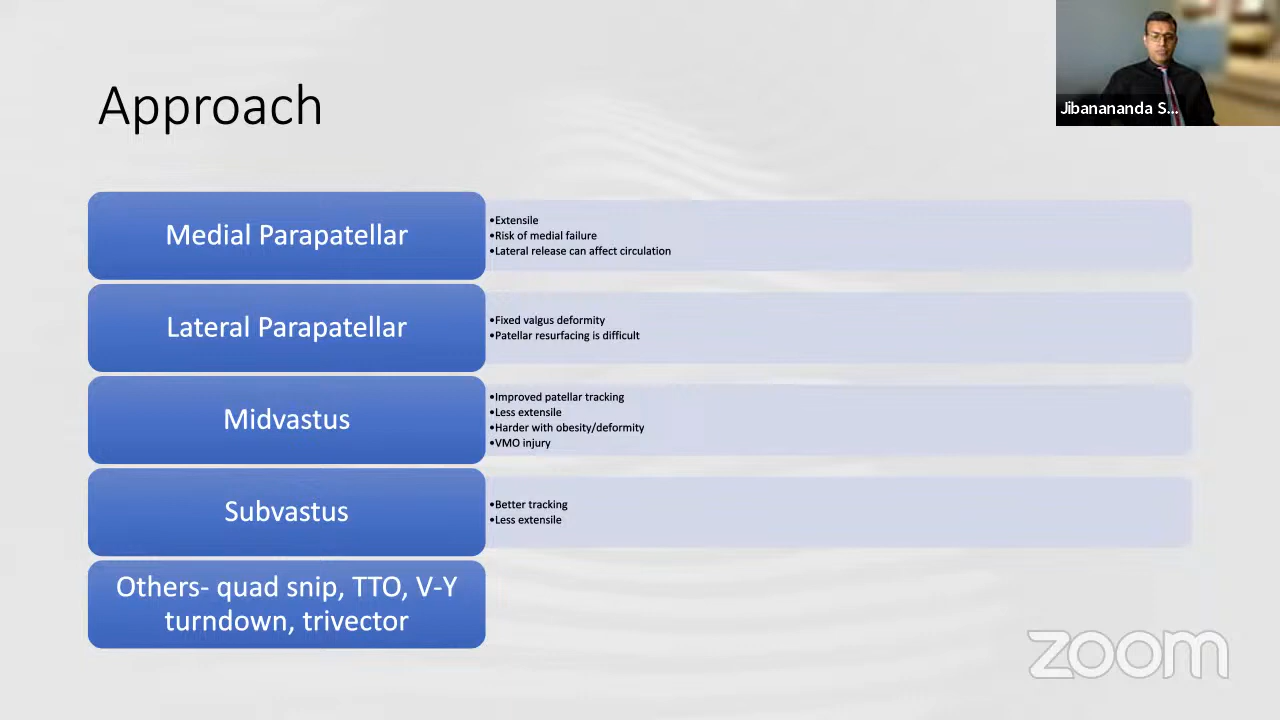 Approach
Jibanananda S...
Medial Parapatellar
•Extensile
•Risk of medial failure
•Lateral release can affect circulation
Lateral Parapatellar
•Fixed valgus deformity
•Patellar resurfacing is difficult
Midvastus
•Improved patellar tracking
•Less extensile
•Harder with obesity/deformity
•VMO injury
Subvastus
•Better tracking
•Less extensile
Others- quad snip, TTO, V-Y
turndown, trivector
zoom